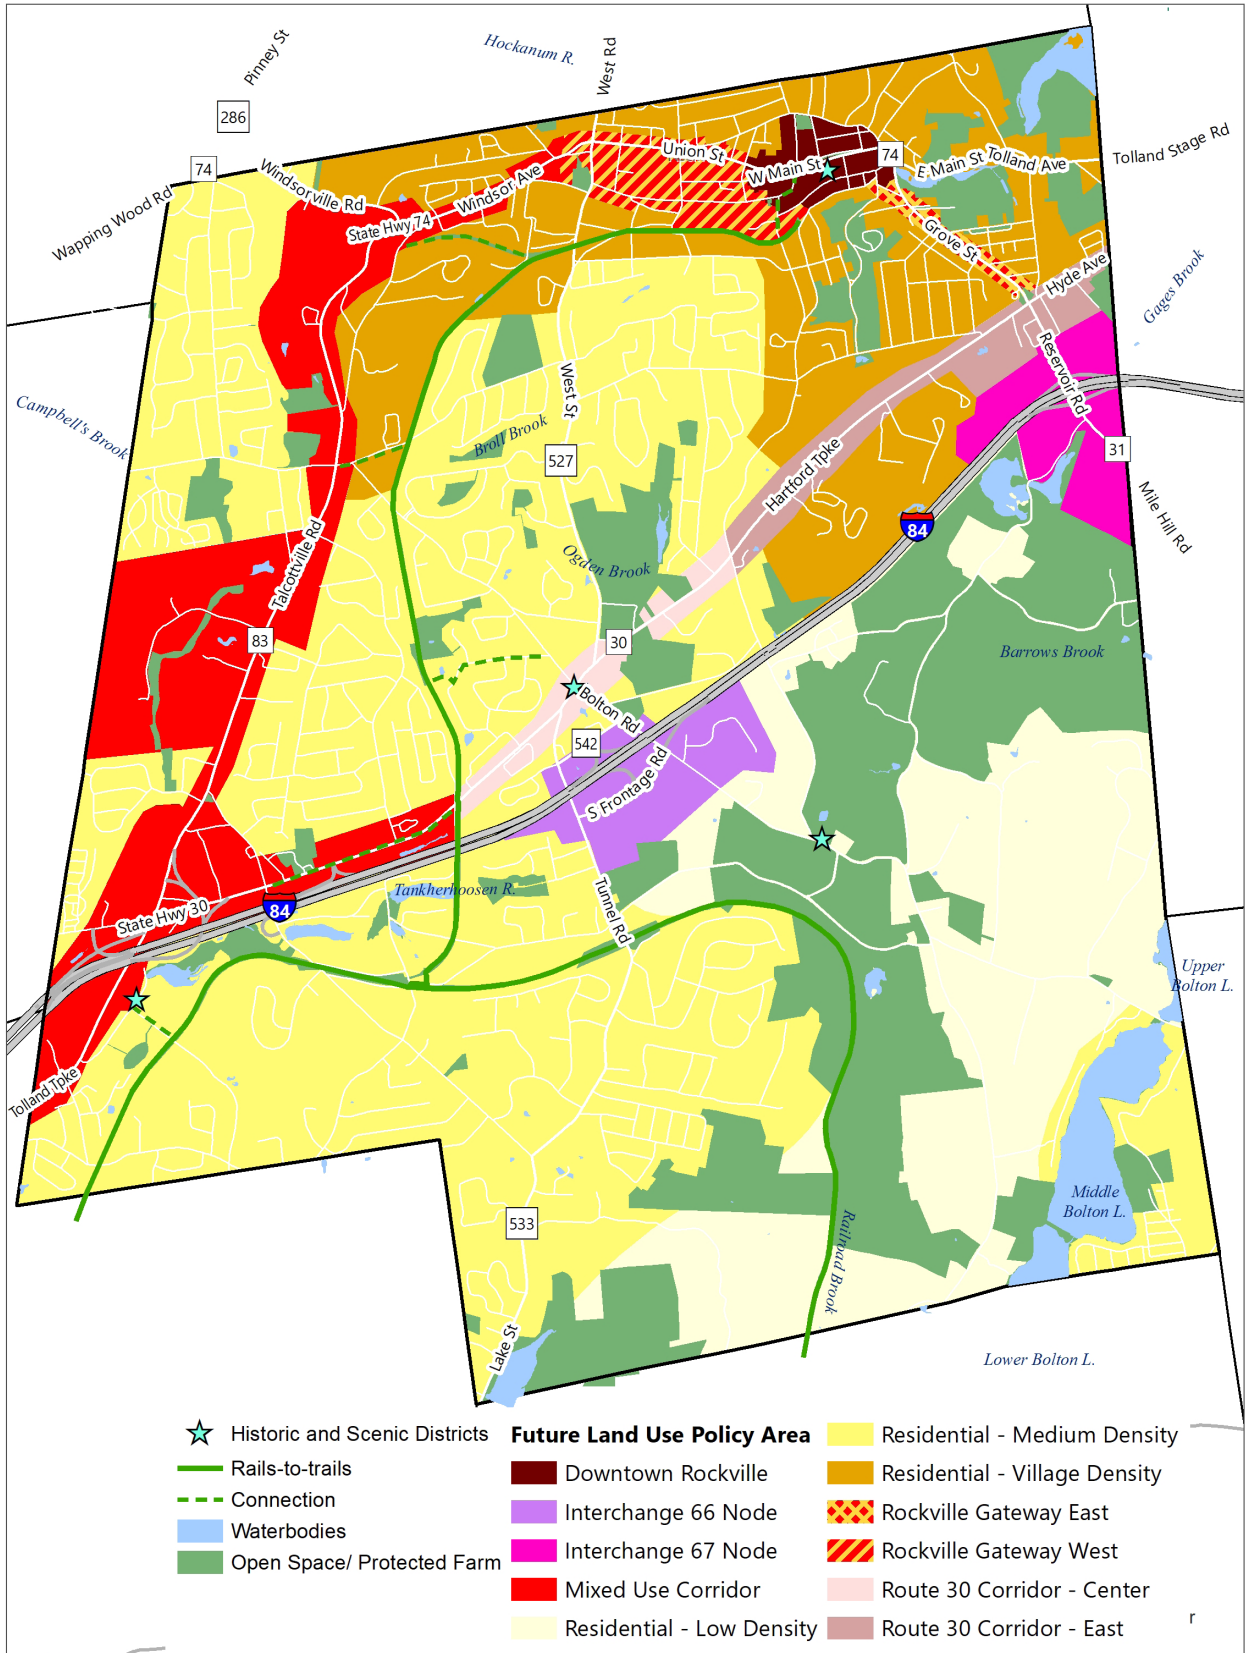 Hockanum R.
Pinney St
West Rd
286
74
Windsorville Rd
Wapping Wood Rd
State Hwy 74
Windsor Ave
Union St
W Main St
74
E Main St
Tolland Ave
Tolland Stage Rd
Grove St
Hyde Ave
Gages Brook
Reservoir Rd
Campbell's Brook
West St
Broll Brook
527
Hartford Tpke
31
Mile Hill Rd
84
Talcottville Rd
Ogden Brook
83
30
Barrows Brook
Bolton Rd
542
S Frontage Rd
Tankherhoosen R.
84
State Hwy 30
Tunnel Rd
Upper
Bolton L.
Tolland Tpke
Middle
Bolton L.
533
Railroad Brook
Lake St
Lower Bolton L.
Historic and Scenic Districts
Rails-to-trails
Connection
Waterbodies
Open Space/ Protected Farm
Future Land Use Policy Area
Downtown Rockville
Interchange 66 Node
Interchange 67 Node
Mixed Use Corridor
Residential - Low Density
Residential - Medium Density
Residential - Village Density
Rockville Gateway East
Rockville Gateway West
Route 30 Corridor - Center
Route 30 Corridor - East
r